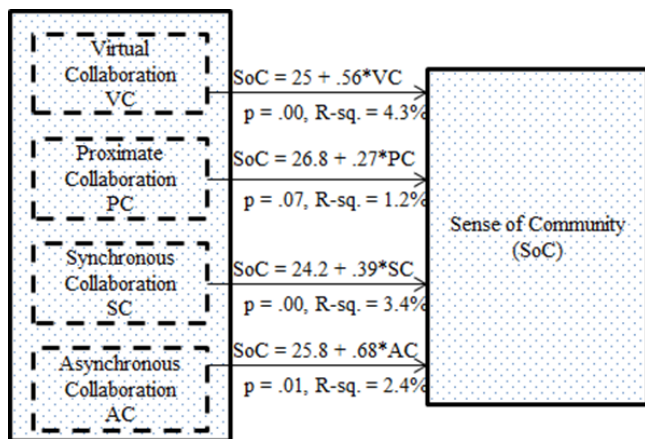 Virtual
Collaboration
VC
SoC = 25 + .56*VC
p = .00, R-sq. = 4.3%
Proximate
Collaboration
PC
SoC = 26.8 + .27*PC
p = .07, R-sq. = 1.2%
Synchronous
Collaboration
SC
SoC = 24.2 + .39*SC
p = .00, R-sq. = 3.4%
Asynchronous
Collaboration
AC
SoC = 25.8 + .68*AC
p = .01, R-sq. = 2.4%
Sense of Community
(SoC)